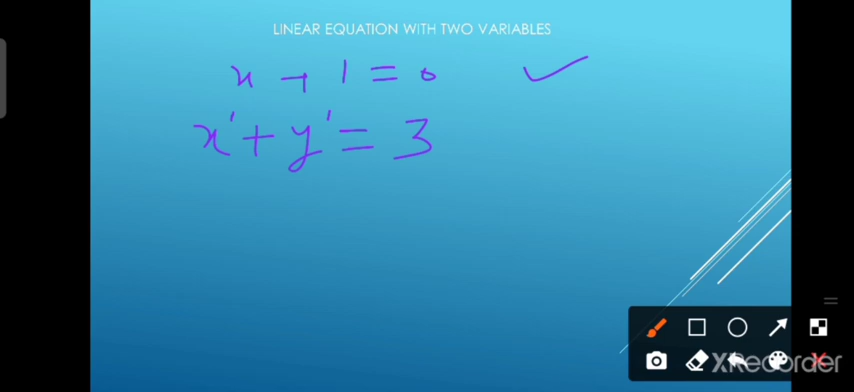 LINEAR EQUATION WITH TWO VARIABLES
x + 1 = 0 ✓
x' + y' = 3
XRecorder